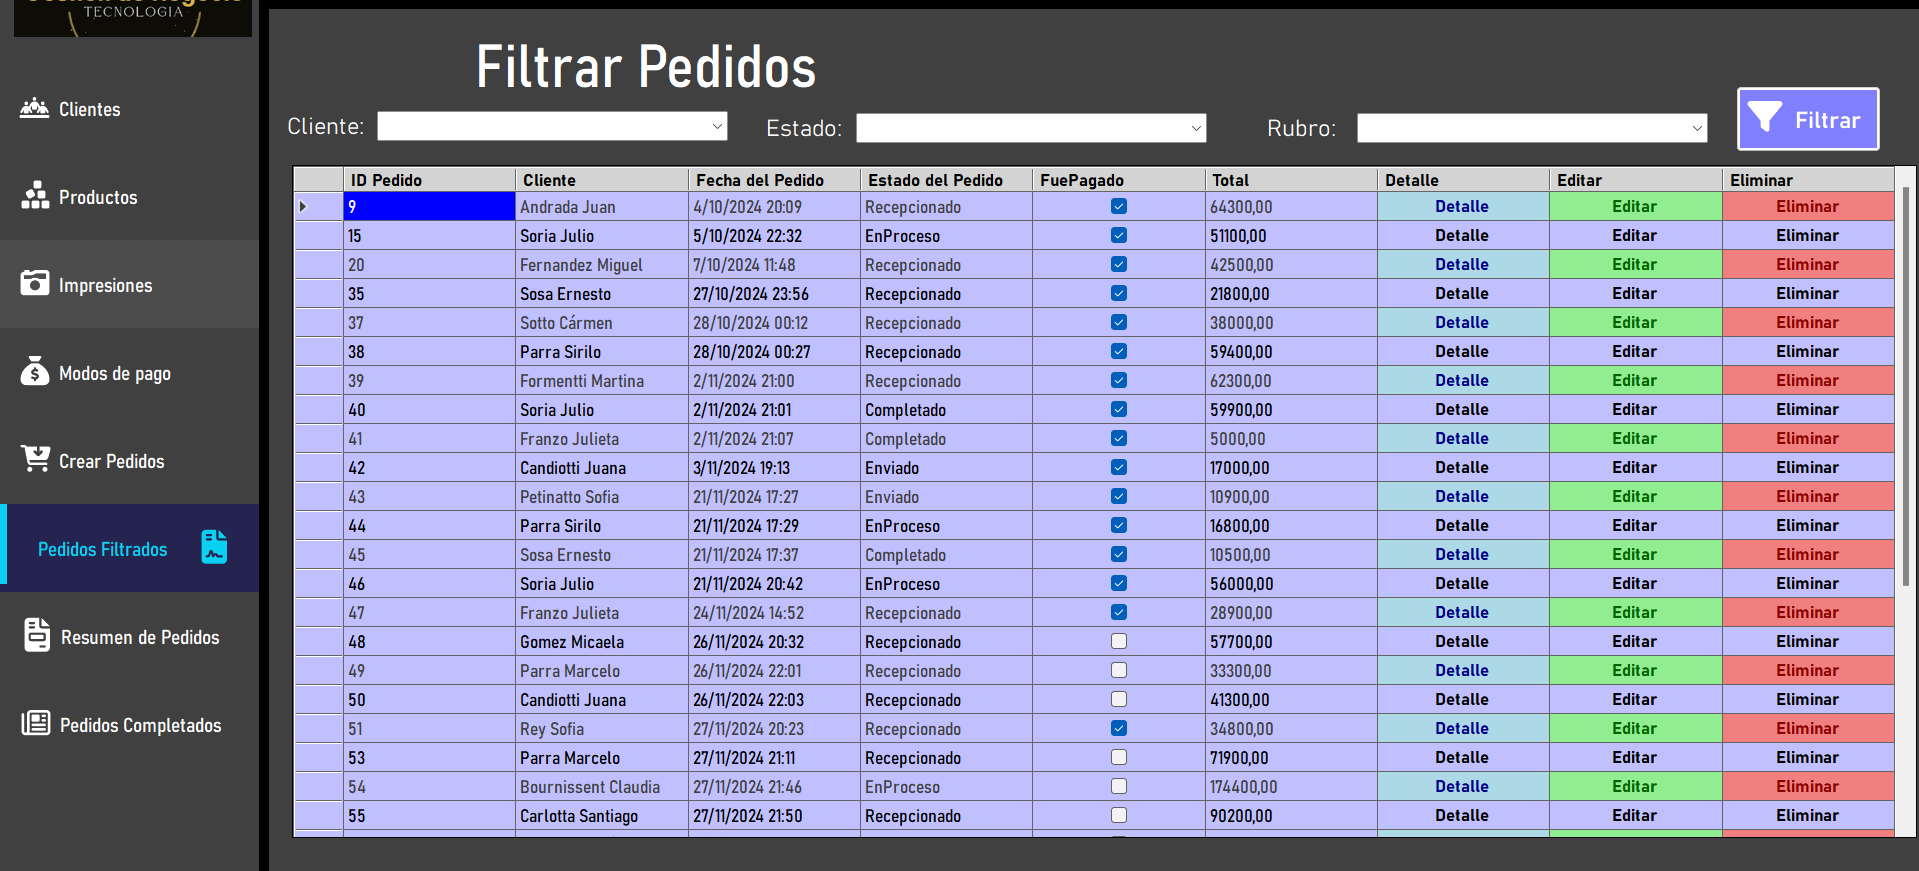 TECNOLOGIA
Clientes
Productos
Impresiones
Modos de pago
Crear Pedidos
Pedidos Filtrados
Resumen de Pedidos
Pedidos Completados
Filtrar Pedidos
Cliente: Estado: Rubro: Filtrar
ID Pedido Cliente Fecha del Pedido Estado del Pedido FuePagado Total Detalle Editar Eliminar
9 Andrada Juan 4/10/2024 20:09 Recepcionado 64300,00 Detalle Editar Eliminar
15 Soria Julio 5/10/2024 22:32 EnProceso 51100,00 Detalle Editar Eliminar
20 Fernandez Miguel 7/10/2024 11:48 Recepcionado 42500,00 Detalle Editar Eliminar
35 Sosa Ernesto 27/10/2024 23:56 Recepcionado 21800,00 Detalle Editar Eliminar
37 Sotto Cármen 28/10/2024 00:12 Recepcionado 38000,00 Detalle Editar Eliminar
38 Parra Sirilo 28/10/2024 00:27 Recepcionado 59400,00 Detalle Editar Eliminar
39 Formentti Martina 2/11/2024 21:00 Recepcionado 62300,00 Detalle Editar Eliminar
40 Soria Julio 2/11/2024 21:01 Completado 59900,00 Detalle Editar Eliminar
41 Franzo Julieta 2/11/2024 21:07 Completado 5000,00 Detalle Editar Eliminar
42 Candiotti Juana 3/11/2024 19:13 Enviado 17000,00 Detalle Editar Eliminar
43 Petinatto Sofia 21/11/2024 17:27 Enviado 10900,00 Detalle Editar Eliminar
44 Parra Sirilo 21/11/2024 17:29 EnProceso 16800,00 Detalle Editar Eliminar
45 Sosa Ernesto 21/11/2024 17:37 Completado 10500,00 Detalle Editar Eliminar
46 Soria Julio 21/11/2024 20:42 EnProceso 56000,00 Detalle Editar Eliminar
47 Franzo Julieta 24/11/2024 14:52 Recepcionado 28900,00 Detalle Editar Eliminar
48 Gomez Micaela 26/11/2024 20:32 Recepcionado 57700,00 Detalle Editar Eliminar
49 Parra Marcelo 26/11/2024 22:01 Recepcionado 33300,00 Detalle Editar Eliminar
50 Candiotti Juana 26/11/2024 22:03 Recepcionado 41300,00 Detalle Editar Eliminar
51 Rey Sofia 27/11/2024 20:23 Recepcionado 34800,00 Detalle Editar Eliminar
53 Parra Marcelo 27/11/2024 21:11 Recepcionado 71900,00 Detalle Editar Eliminar
54 Bournissent Claudia 27/11/2024 21:46 EnProceso 174400,00 Detalle Editar Eliminar
55 Carlotta Santiago 27/11/2024 21:50 Recepcionado 90200,00 Detalle Editar Eliminar